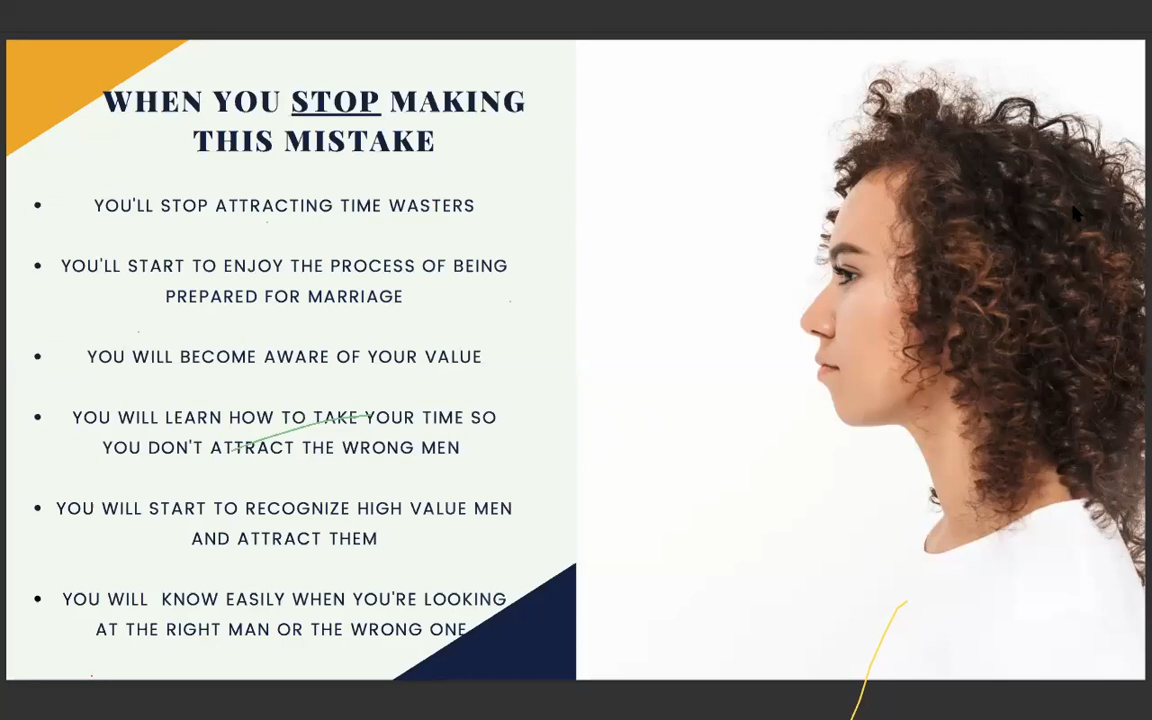 WHEN YOU STOP MAKING
THIS MISTAKE
• YOU'LL STOP ATTRACTING TIME WASTERS
• YOU'LL START TO ENJOY THE PROCESS OF BEING
PREPARED FOR MARRIAGE
• YOU WILL BECOME AWARE OF YOUR VALUE
• YOU WILL LEARN HOW TO TAKE YOUR TIME SO
YOU DON'T ATTRACT THE WRONG MEN
• YOU WILL START TO RECOGNIZE HIGH VALUE MEN
AND ATTRACT THEM
• YOU WILL  KNOW EASILY WHEN YOU'RE LOOKING
AT THE RIGHT MAN OR THE WRONG ONE